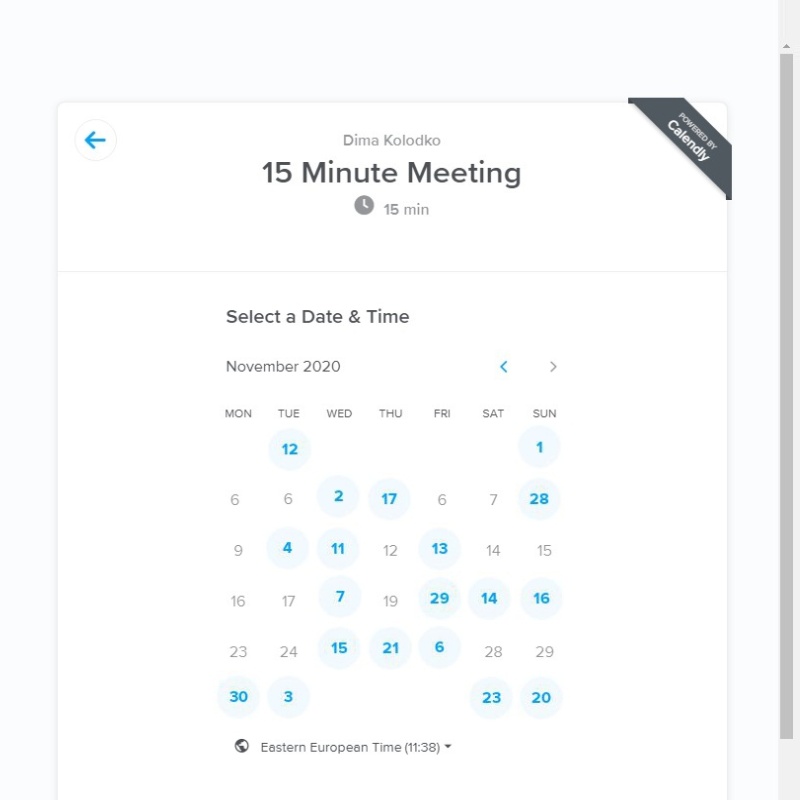 POWERED BY
Calendly
Dima Kolodko
15 Minute Meeting
15 min
Select a Date & Time
November 2020
MON TUE WED THU FRI SAT SUN
12 1
6 6 2 17 6 7 28
9 4 11 12 13 14 15
16 17 7 19 29 14 16
23 24 15 21 6 28 29
30 3 23 20
Eastern European Time (11:38)